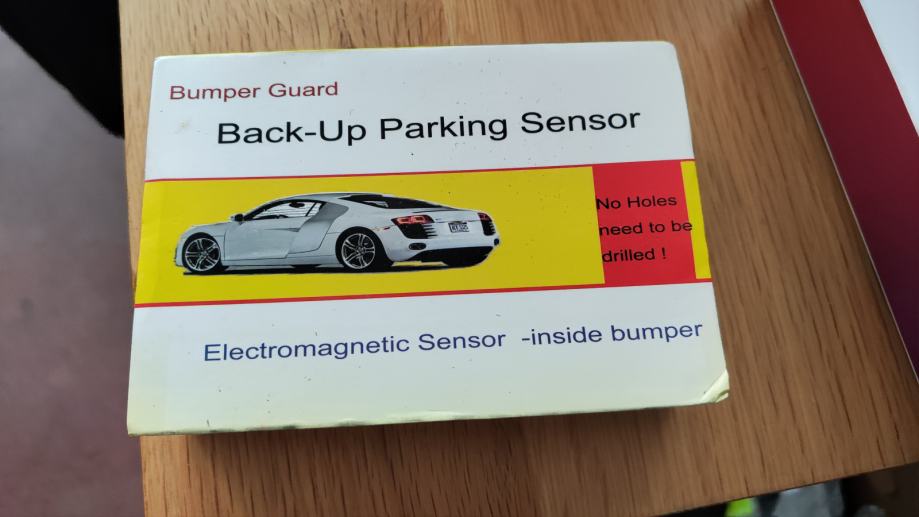 Bumper Guard
Back-Up Parking Sensor
No Holes
need to be
drilled !
Electromagnetic Sensor -inside bumper